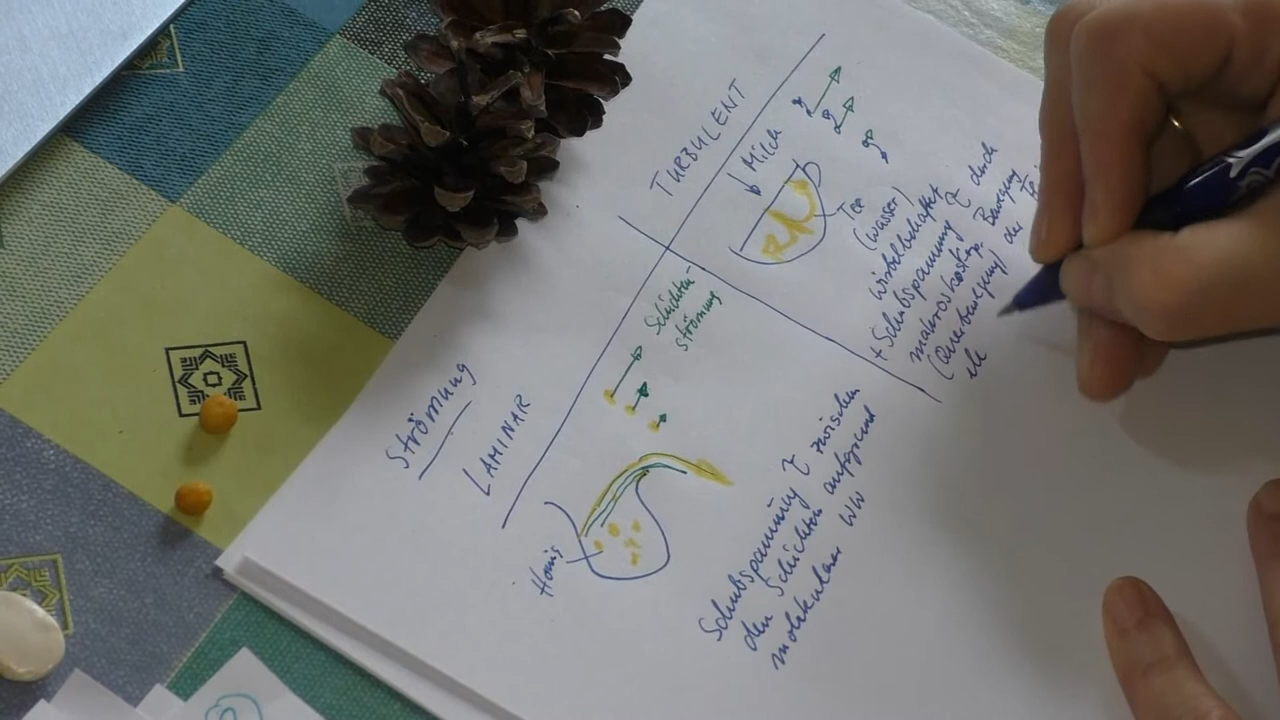 Strömung
LAMINAR
TURBULENT
Honig
Schichten-
strömung
Schubspannung τ zwischen
den Schichten aufgrund
molekularer WW
Milch
Tee
(Wasser)
wirbelbehaftet
+ Schubspannung τ durch
makroskop. Bewegung
(Querbewegung) der